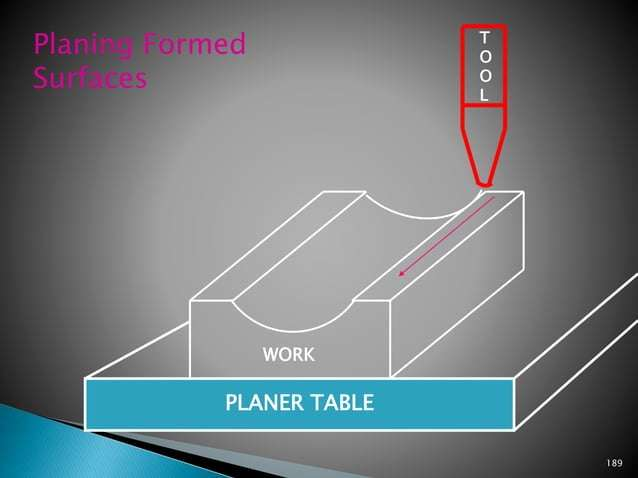 Planing Formed
Surfaces
T
O
O
L
WORK
PLANER TABLE
189